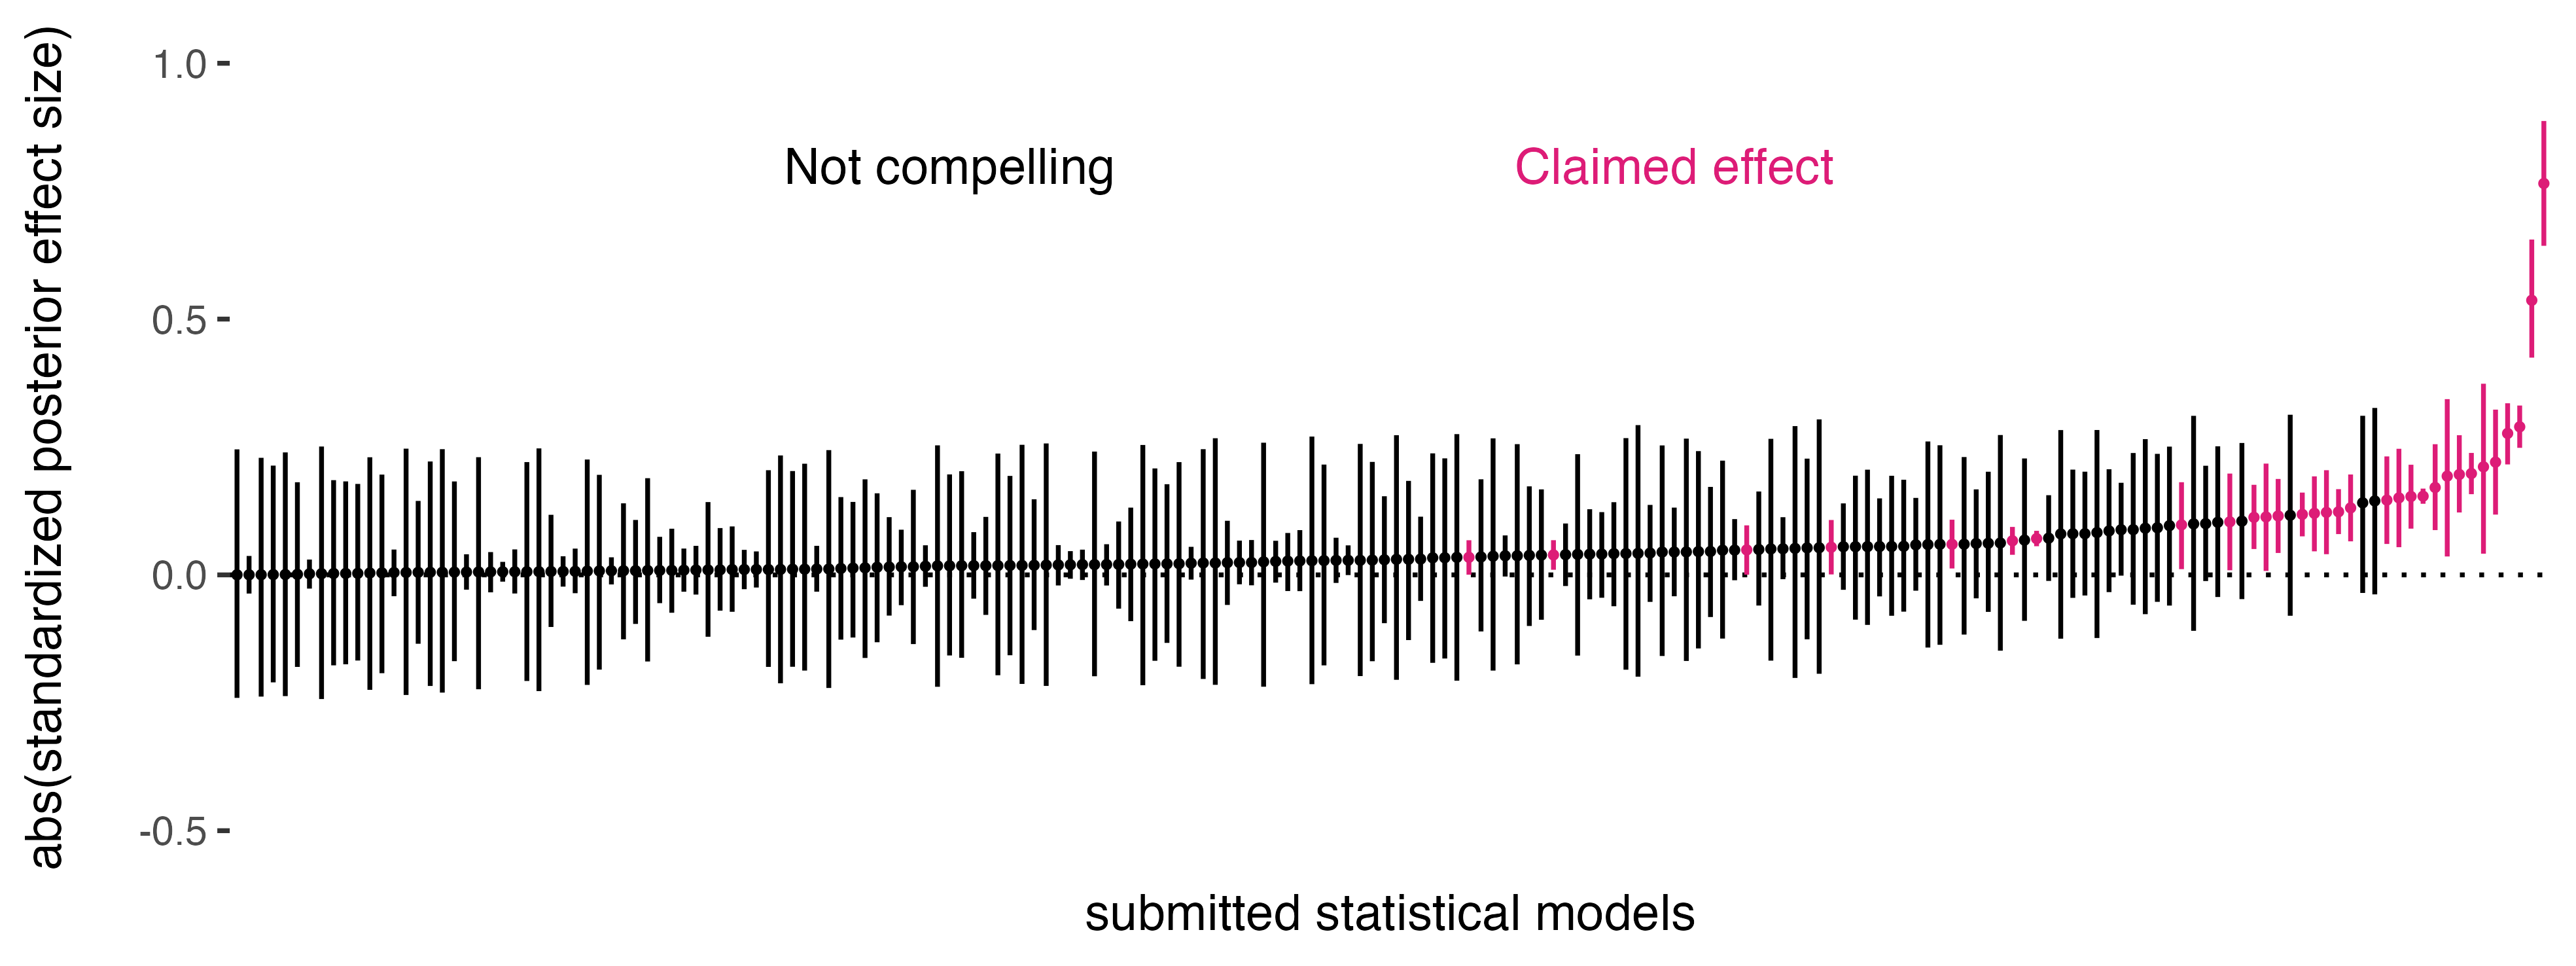 abs(standardized posterior effect size)
1.0
0.5
0.0
-0.5
Not compelling
Claimed effect
submitted statistical models